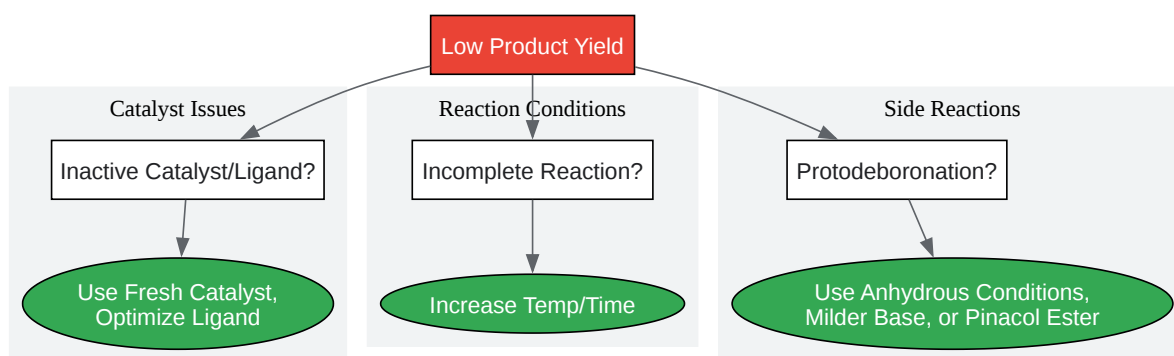 Low Product Yield
Catalyst Issues
Reaction Conditions
Side Reactions
Inactive Catalyst/Ligand?
Incomplete Reaction?
Protodeboronation?
Use Fresh Catalyst,
Optimize Ligand
Increase Temp/Time
Use Anhydrous Conditions,
Milder Base, or Pinacol Ester